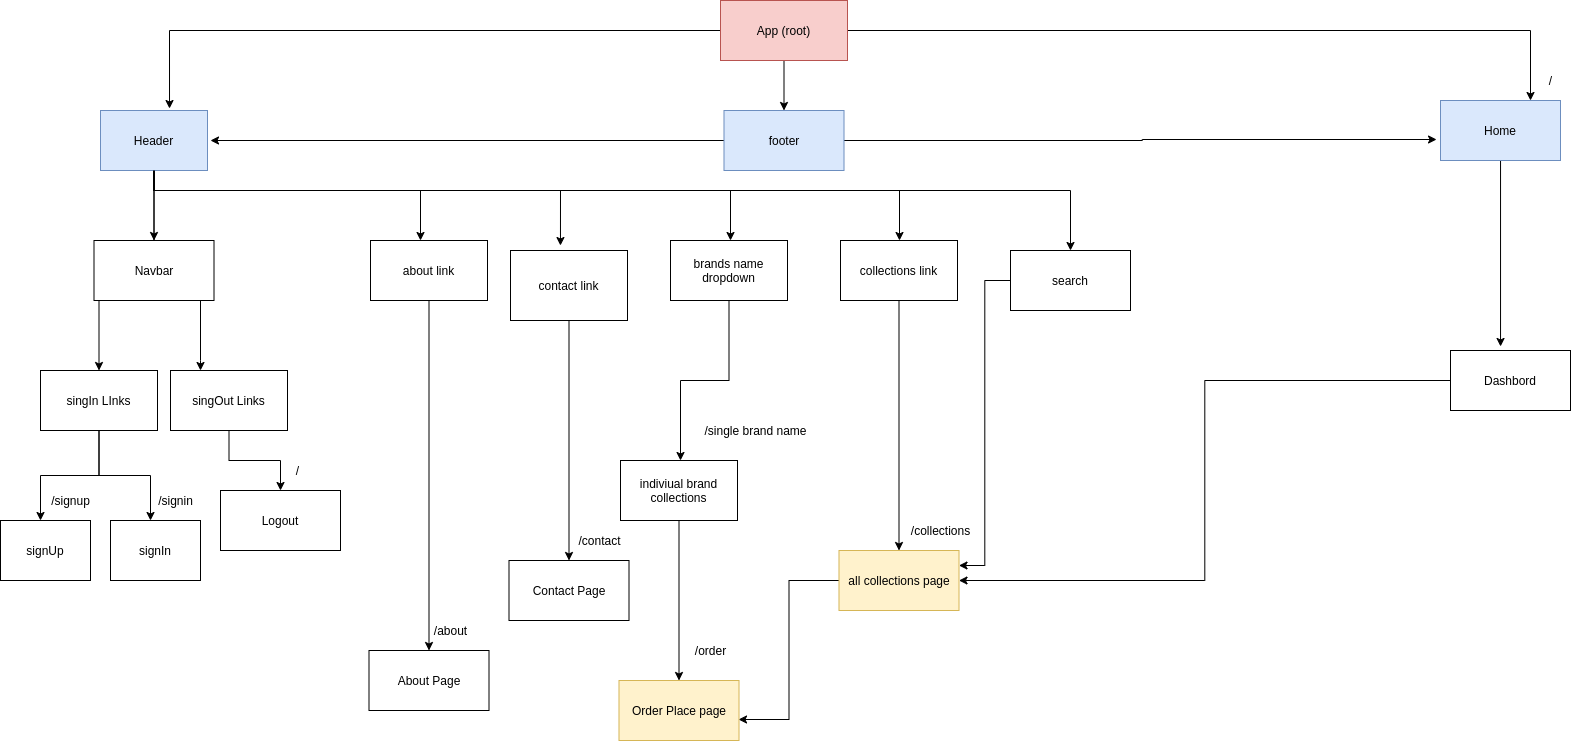 App (root)
/
Header
footer
Home
Navbar
about link
contact link
brands name
dropdown
collections link
search
singIn LInks
singOut Links
Dashbord
/single brand name
/
/signup
/signin
indiviual brand
collections
Logout
signUp
signIn
/contact
/collections
Contact Page
all collections page
/about
/order
About Page
Order Place page